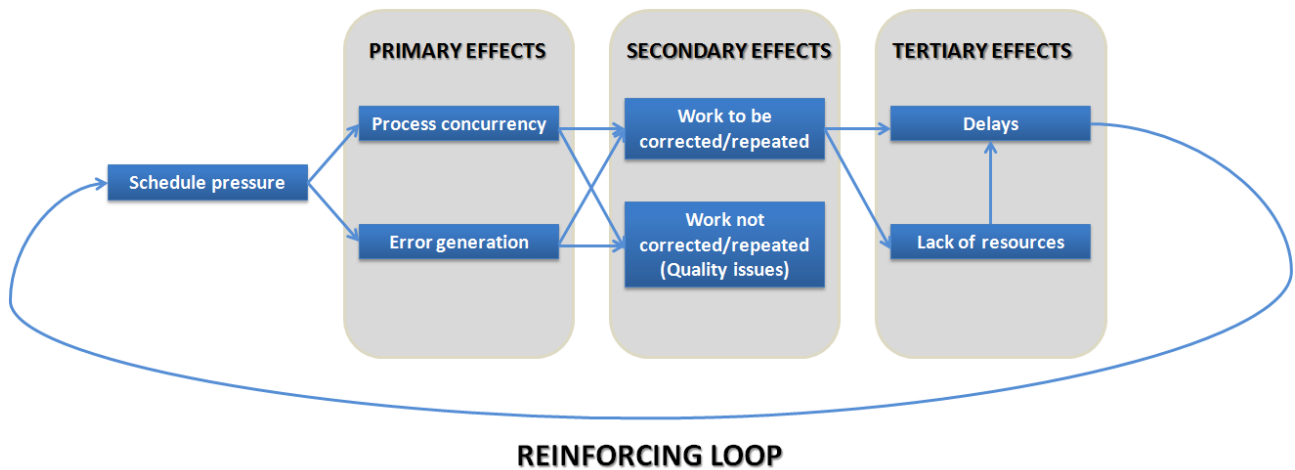 PRIMARY EFFECTS
SECONDARY EFFECTS
TERTIARY EFFECTS
Process concurrency
Work to be
corrected/repeated
Delays
Schedule pressure
Error generation
Work not
corrected/repeated
(Quality issues)
Lack of resources
REINFORCING LOOP